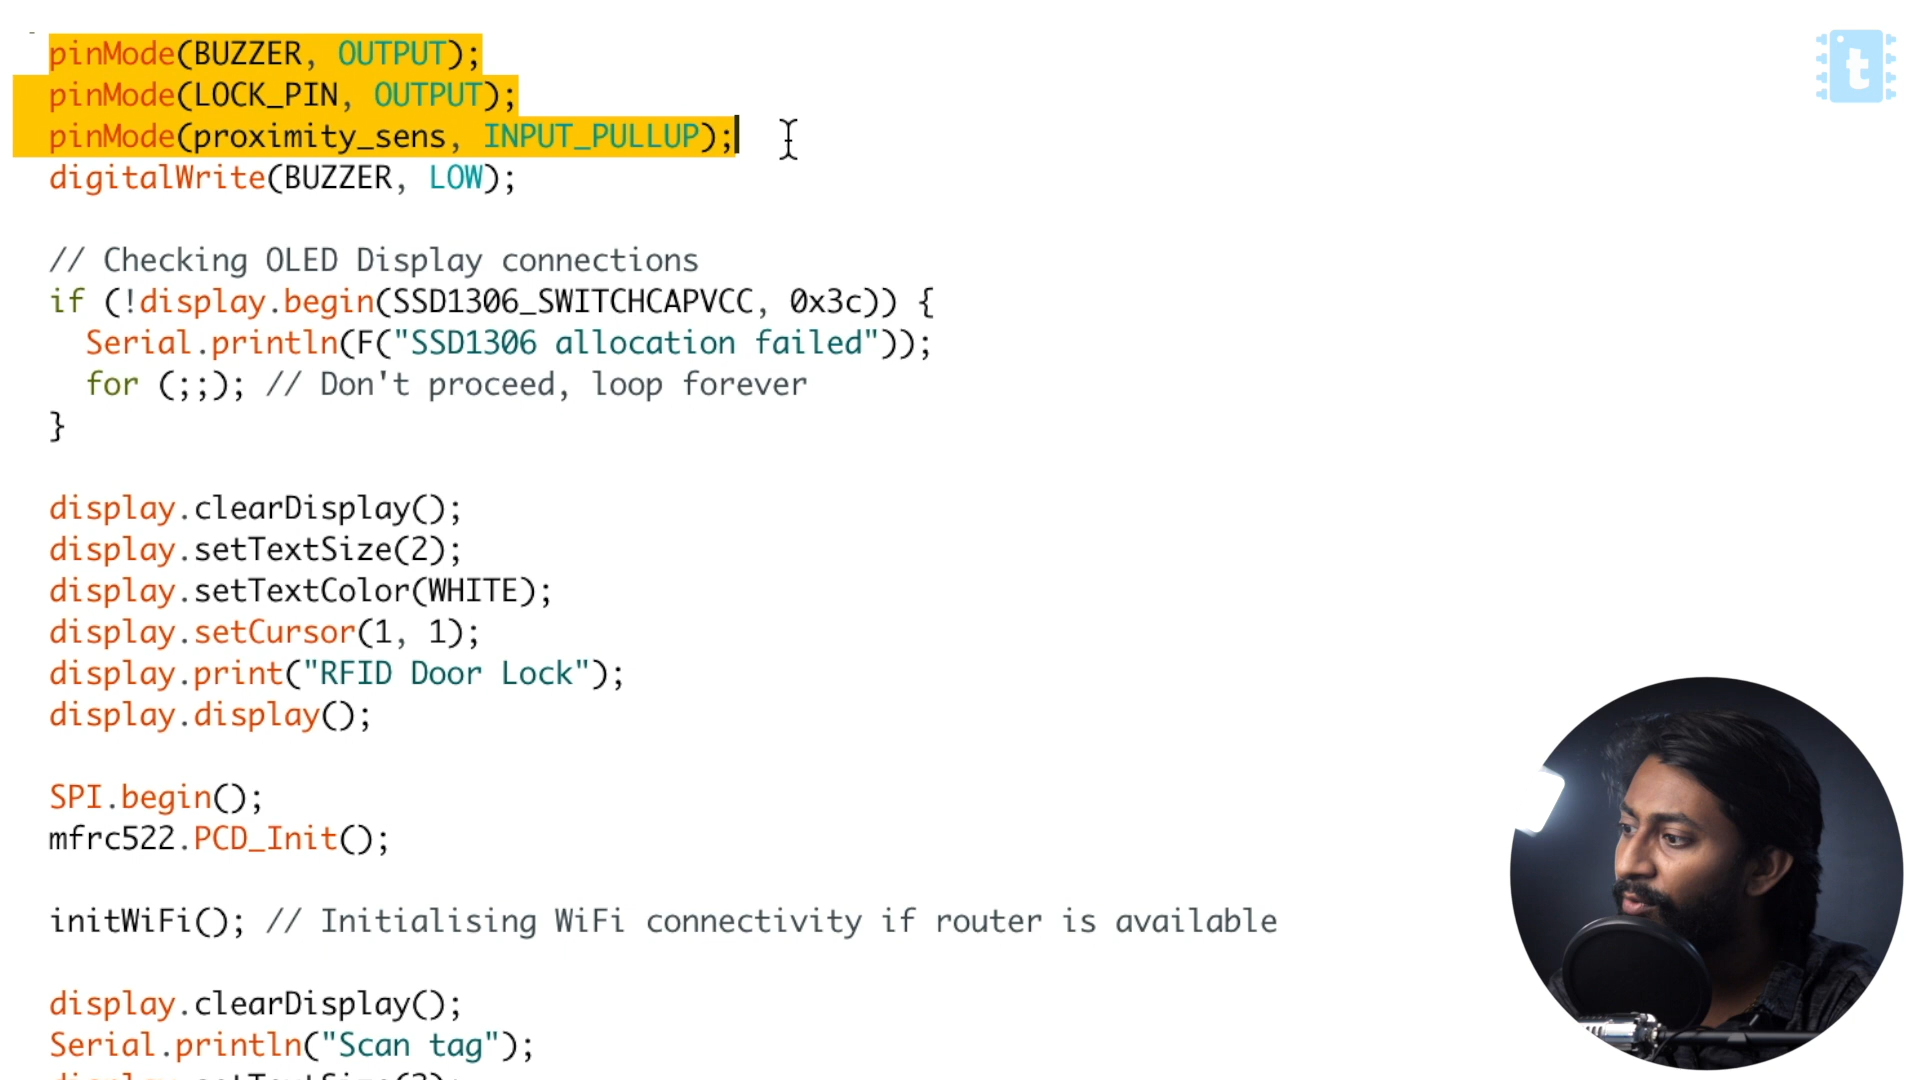 pinMode(BUZZER, OUTPUT);
pinMode(LOCK_PIN, OUTPUT);
pinMode(proximity_sens, INPUT_PULLUP);
digitalWrite(BUZZER, LOW);
// Checking OLED Display connections
if (!display.begin(SSD1306_SWITCHCAPVCC, 0x3c)) {
Serial.println(F("SSD1306 allocation failed"));
for (;;); // Don't proceed, loop forever
}
display.clearDisplay();
display.setTextSize(2);
display.setTextColor(WHITE);
display.setCursor(1, 1);
display.print("RFID Door Lock");
display.display();
SPI.begin();
mfrc522.PCD_Init();
initWiFi(); // Initialising WiFi connectivity if router is available
display.clearDisplay();
Serial.println("Scan tag");
t